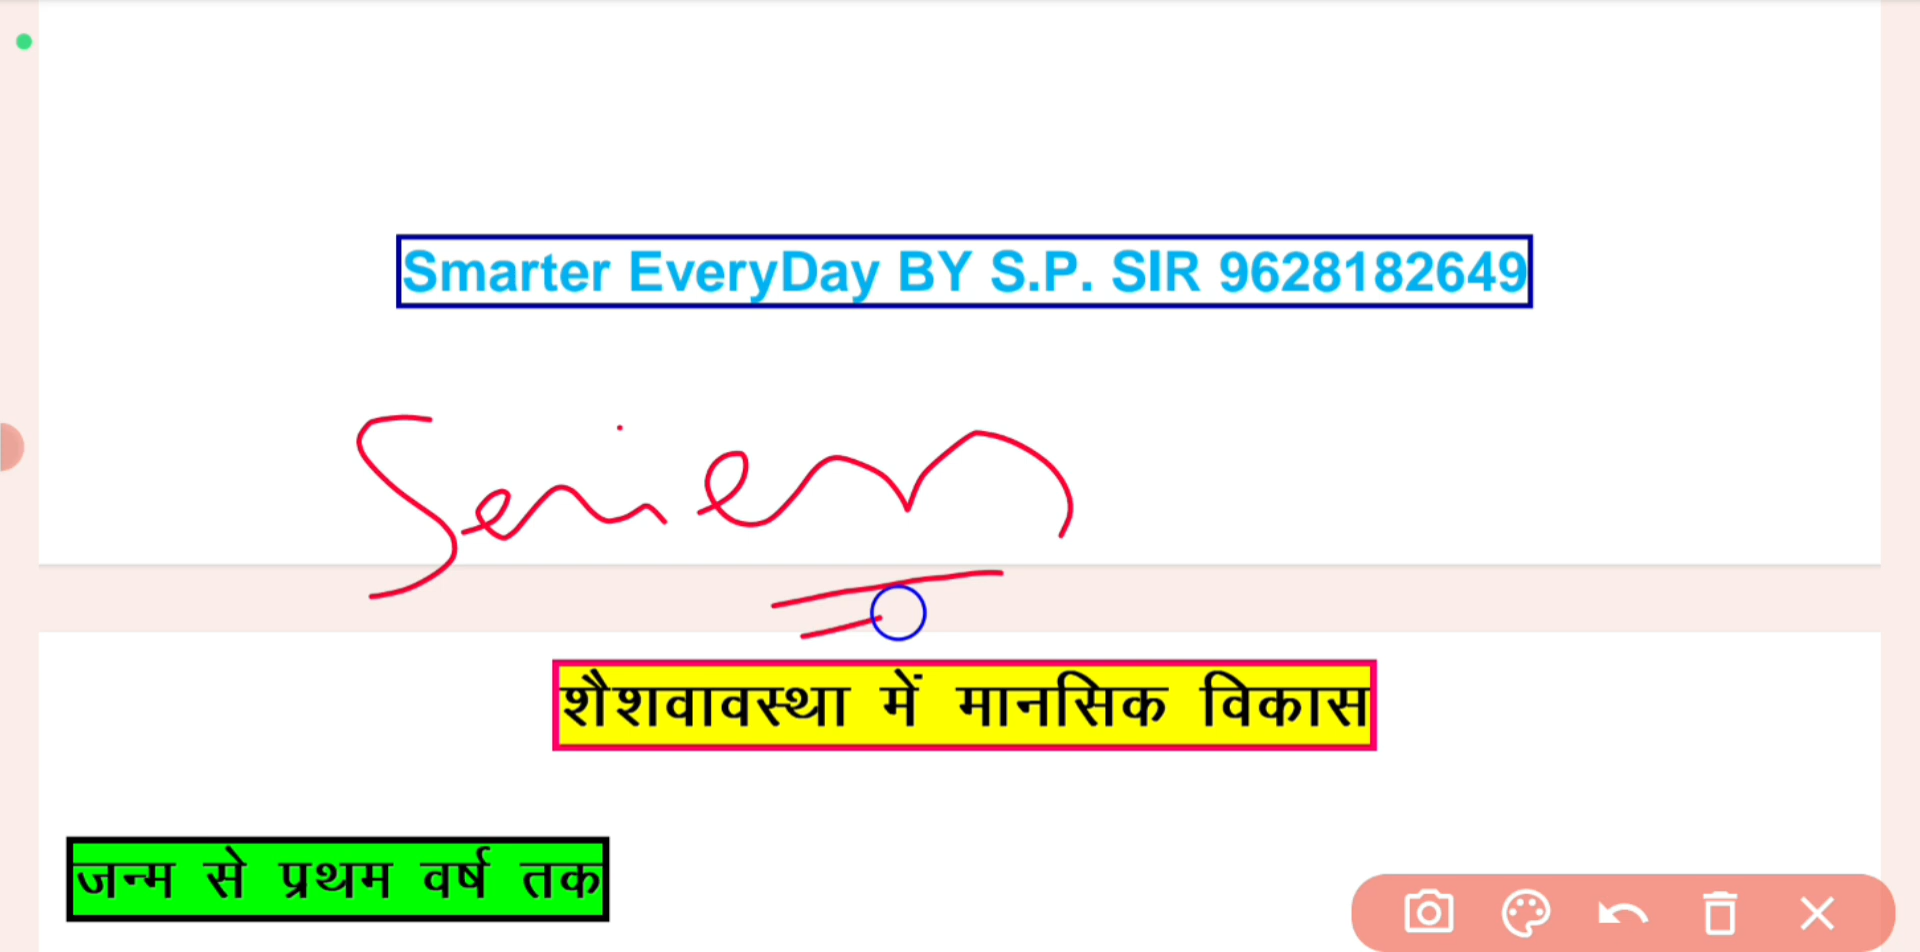 Smarter EveryDay BY S.P. SIR 9628182649
शैशवावस्था में मानसिक विकास
जन्म से प्रथम वर्ष तक